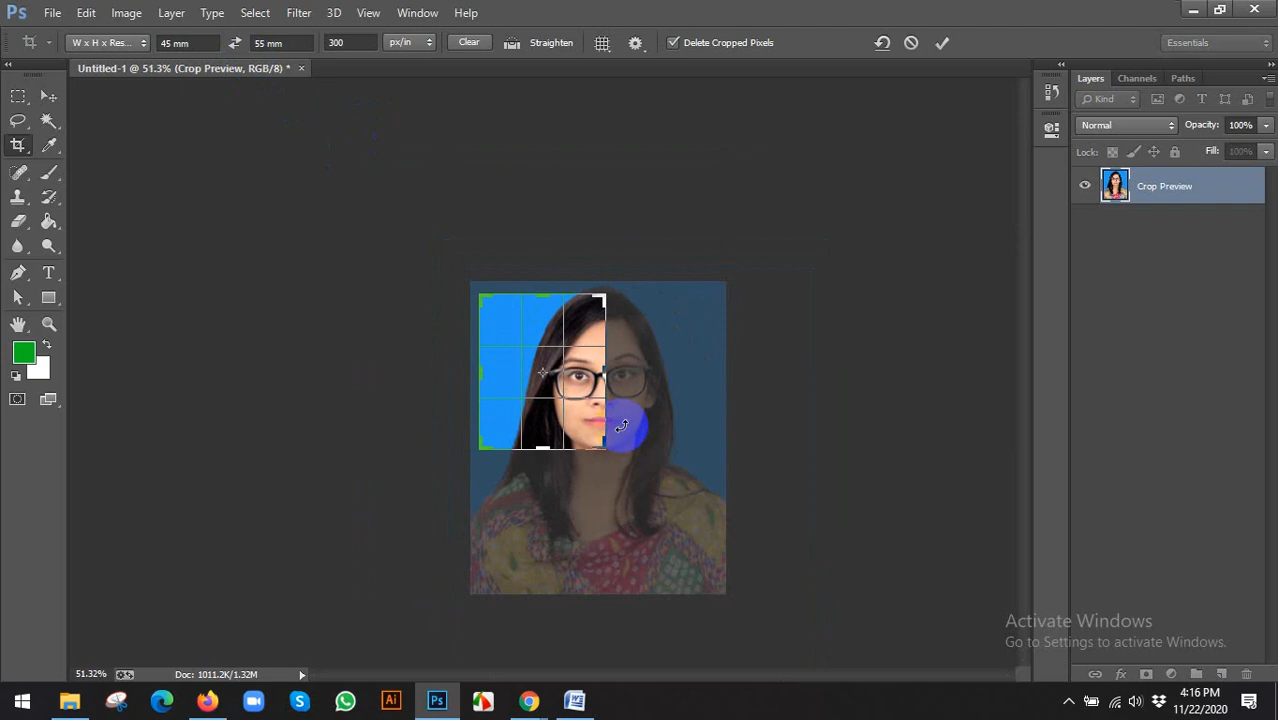 Ps File Edit Image Layer Type Select Filter 3D View Window Help
W x H x Res... 45 mm 55 mm 300 px/in Clear Straighten Delete Cropped Pixels Essentials
Untitled-1 @ 51.3% (Crop Preview, RGB/8) * ×
Layers Channels Paths
Kind
Normal Opacity: 100%
Lock: Fill: 100%
Crop Preview
Activate Windows
Go to Settings to activate Windows.
51.32% Doc: 1011.2K/1.32M
Ai Ps
4:16 PM
11/22/2020